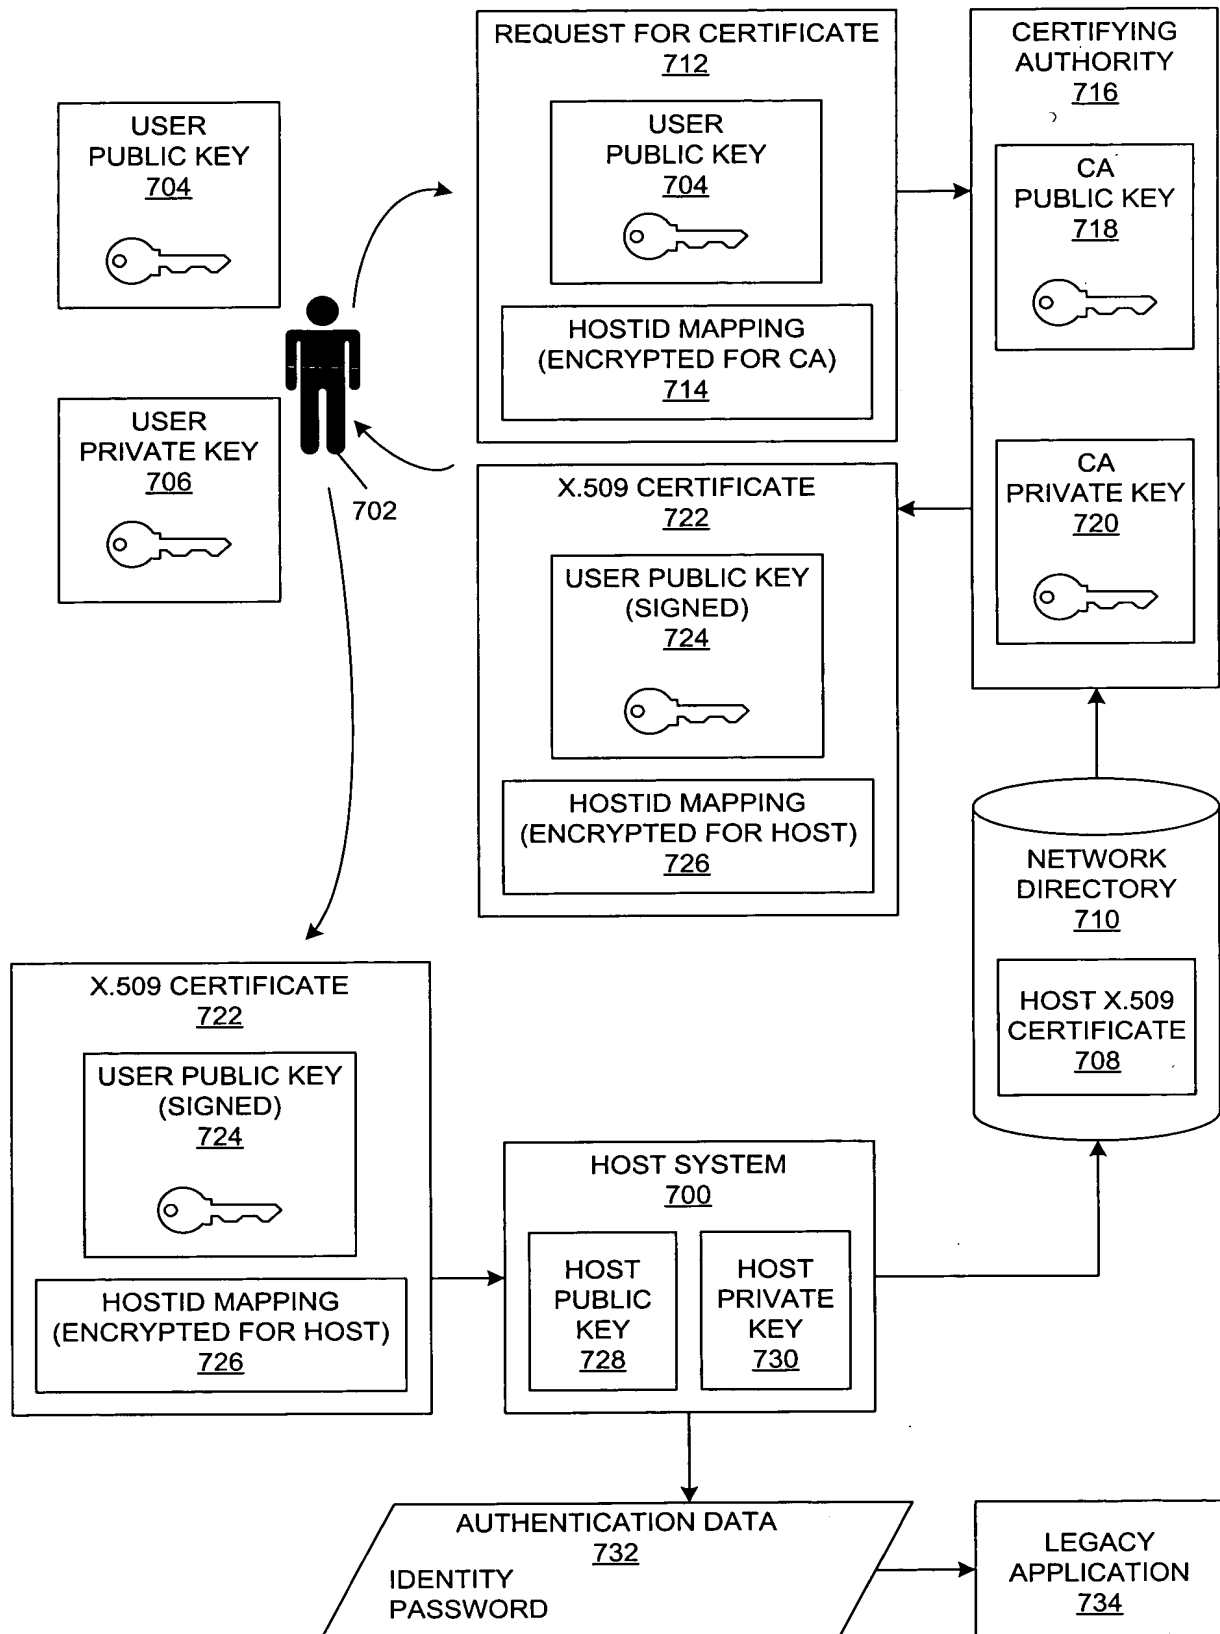 REQUEST FOR CERTIFICATE
712
USER
PUBLIC KEY
704
HOSTID MAPPING
(ENCRYPTED FOR CA)
714
CERTIFYING
AUTHORITY
716
CA
PUBLIC KEY
718
CA
PRIVATE KEY
720
USER
PUBLIC KEY
704
USER
PRIVATE KEY
706
702
X.509 CERTIFICATE
722
USER PUBLIC KEY
(SIGNED)
724
HOSTID MAPPING
(ENCRYPTED FOR HOST)
726
NETWORK
DIRECTORY
710
HOST X.509
CERTIFICATE
708
X.509 CERTIFICATE
722
USER PUBLIC KEY
(SIGNED)
724
HOSTID MAPPING
(ENCRYPTED FOR HOST)
726
HOST SYSTEM
700
HOST
PUBLIC
KEY
728
HOST
PRIVATE
KEY
730
AUTHENTICATION DATA
732
IDENTITY
PASSWORD
LEGACY
APPLICATION
734